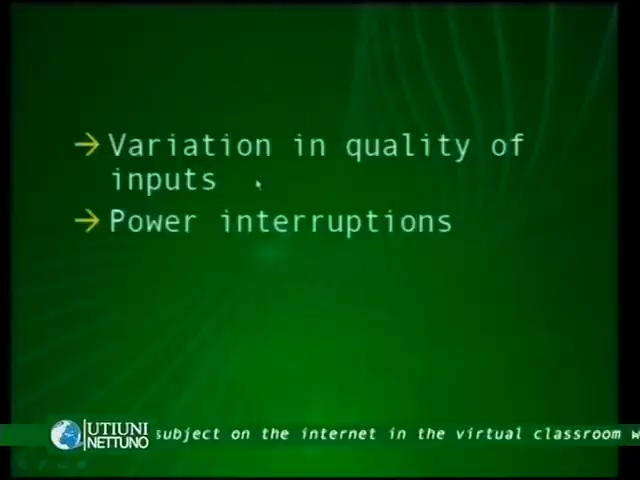 → Variation in quality of
inputs
→ Power interruptions
UTIUNI
NETTUNO
subject on the internet in the virtual classroom w